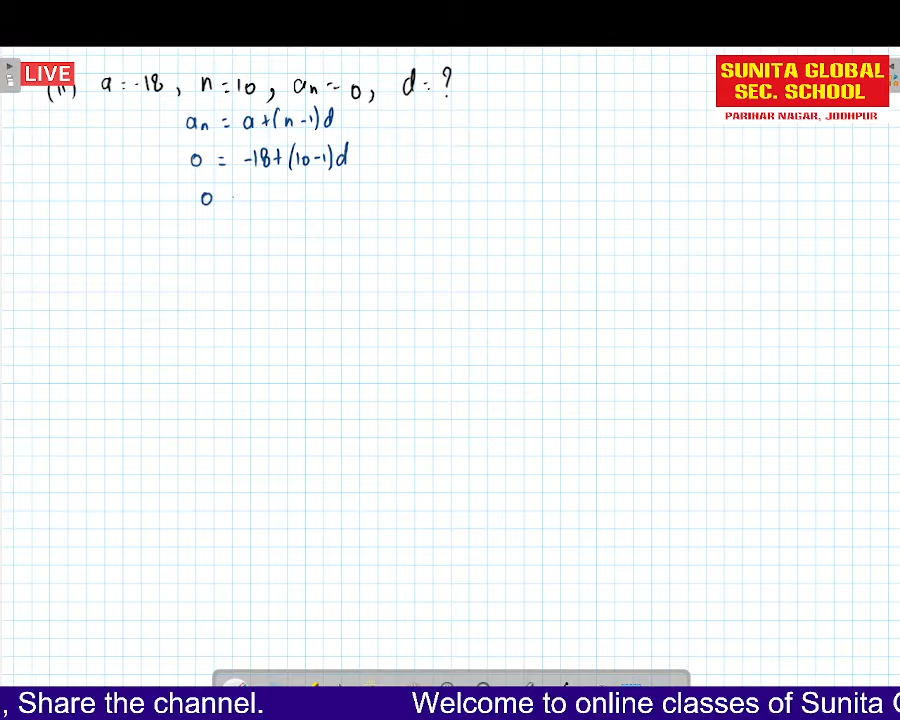 LIVE
(ii) a = -18, n = 10, an = 0, d = ?
an = a + (n-1)d
0 = -18 + (10-1)d
0
SUNITA GLOBAL
SEC. SCHOOL
PARIHAR NAGAR, JODHPUR
, Share the channel. Welcome to online classes of Sunita